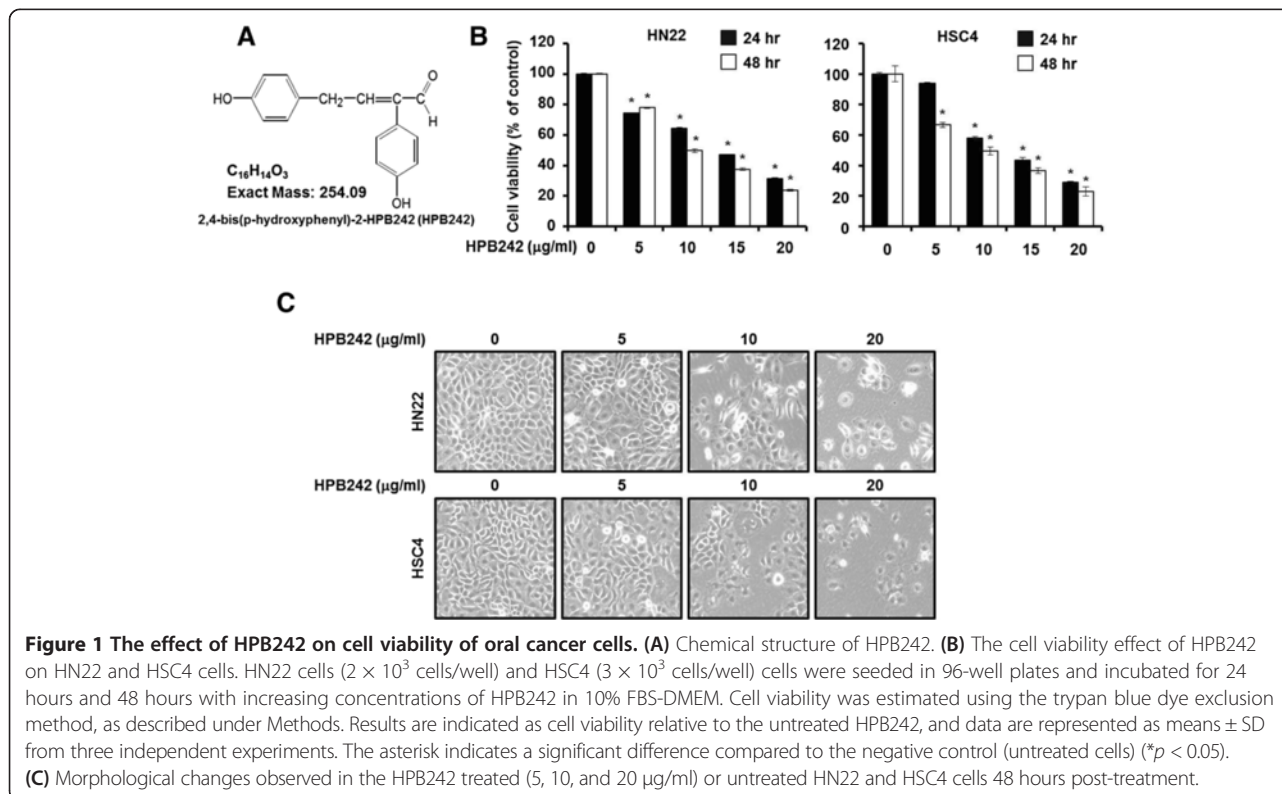 A
HO
CH₂
CH
C
C
O
H
OH
C₁₆H₁₄O₃
Exact Mass: 254.09
2,4-bis(p-hydroxyphenyl)-2-HPB242 (HPB242)
B
HN22
24 hr
48 hr
Cell viability (% of control)
120
100
80
60
40
20
0
* * * * * * * *
HPB242 (µg/ml) 0 5 10 15 20
HSC4
24 hr
48 hr
120
100
80
60
40
20
0
* * * * * * *
0 5 10 15 20
C
HPB242 (µg/ml) 0 5 10 20
HN22
HPB242 (µg/ml) 0 5 10 20
HSC4
Figure 1 The effect of HPB242 on cell viability of oral cancer cells. (A) Chemical structure of HPB242. (B) The cell viability effect of HPB242
on HN22 and HSC4 cells. HN22 cells (2 × 10³ cells/well) and HSC4 (3 × 10³ cells/well) cells were seeded in 96-well plates and incubated for 24
hours and 48 hours with increasing concentrations of HPB242 in 10% FBS-DMEM. Cell viability was estimated using the trypan blue dye exclusion
method, as described under Methods. Results are indicated as cell viability relative to the untreated HPB242, and data are represented as means ± SD
from three independent experiments. The asterisk indicates a significant difference compared to the negative control (untreated cells) (*p < 0.05).
(C) Morphological changes observed in the HPB242 treated (5, 10, and 20 µg/ml) or untreated HN22 and HSC4 cells 48 hours post-treatment.